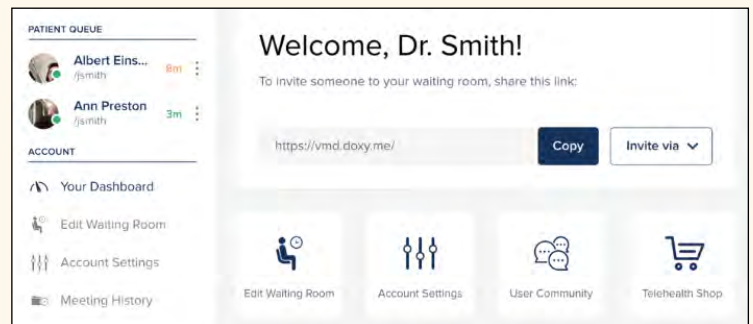 PATIENT QUEUE
Albert Eins...
/jsmith
8m
Ann Preston
/jsmith
3m
ACCOUNT
Your Dashboard
Edit Waiting Room
Account Settings
Meeting History
Welcome, Dr. Smith!
To invite someone to your waiting room, share this link:
https://vmd.doxy.me/
Copy
Invite via
Edit Waiting Room
Account Settings
User Community
Telehealth Shop